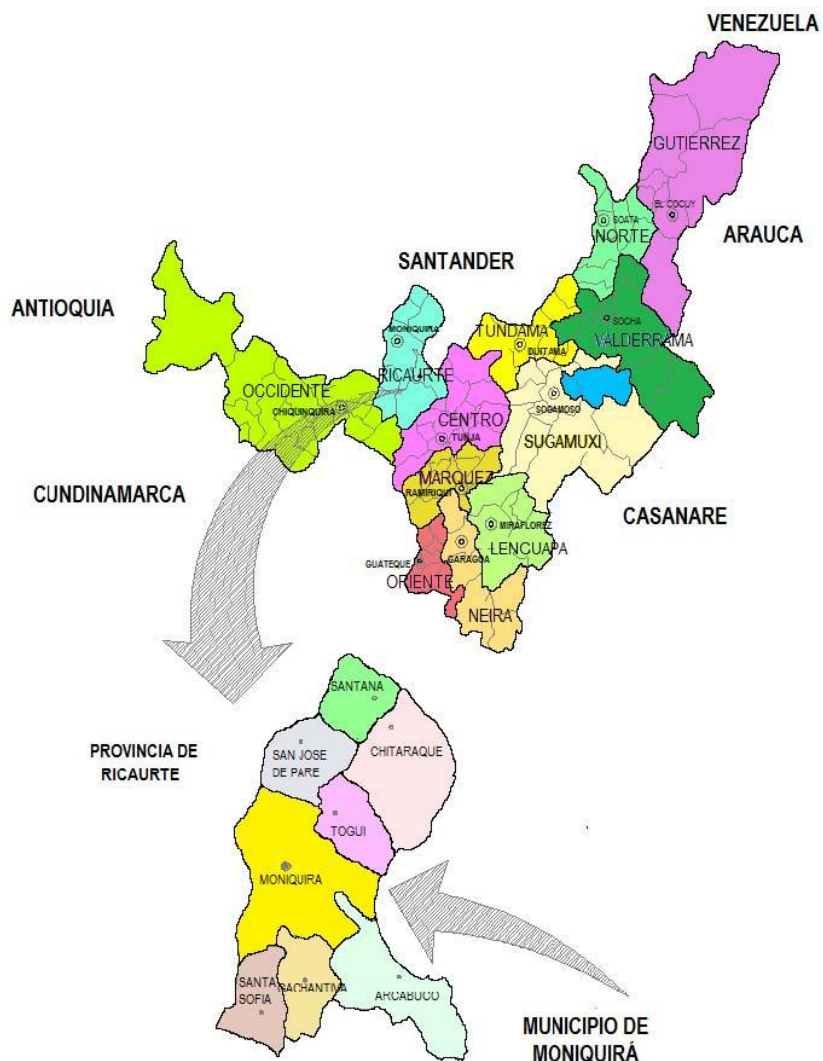 VENEZUELA
GUTIERREZ
EL COCUY
SOATA
NORTE
ARAUCA
SANTANDER
ANTIOQUIA
MONIQUIRA
TUNDAMA
DUITAMA
SOCHA
VALDERRAMA
RICAURTE
OCCIDENTE
CHIQUINQUIRA
SOGAMOSO
CENTRO
TUNJA
SUGAMUXI
MARQUEZ
RAMIRIQUI
CUNDINAMARCA
CASANARE
MIRAFLOREZ
LENGUAPA
GARAGOA
GUATEQUE
ORIENTE
NEIRA
SANTANA
PROVINCIA DE
RICAURTE
SAN JOSE
DE PARE
CHITARAQUE
TOGUI
MONIQUIRA
SANTA
SOFIA
GACHANTIVA
ARCABUCO
MUNICIPIO DE
MONIQUIRÁ